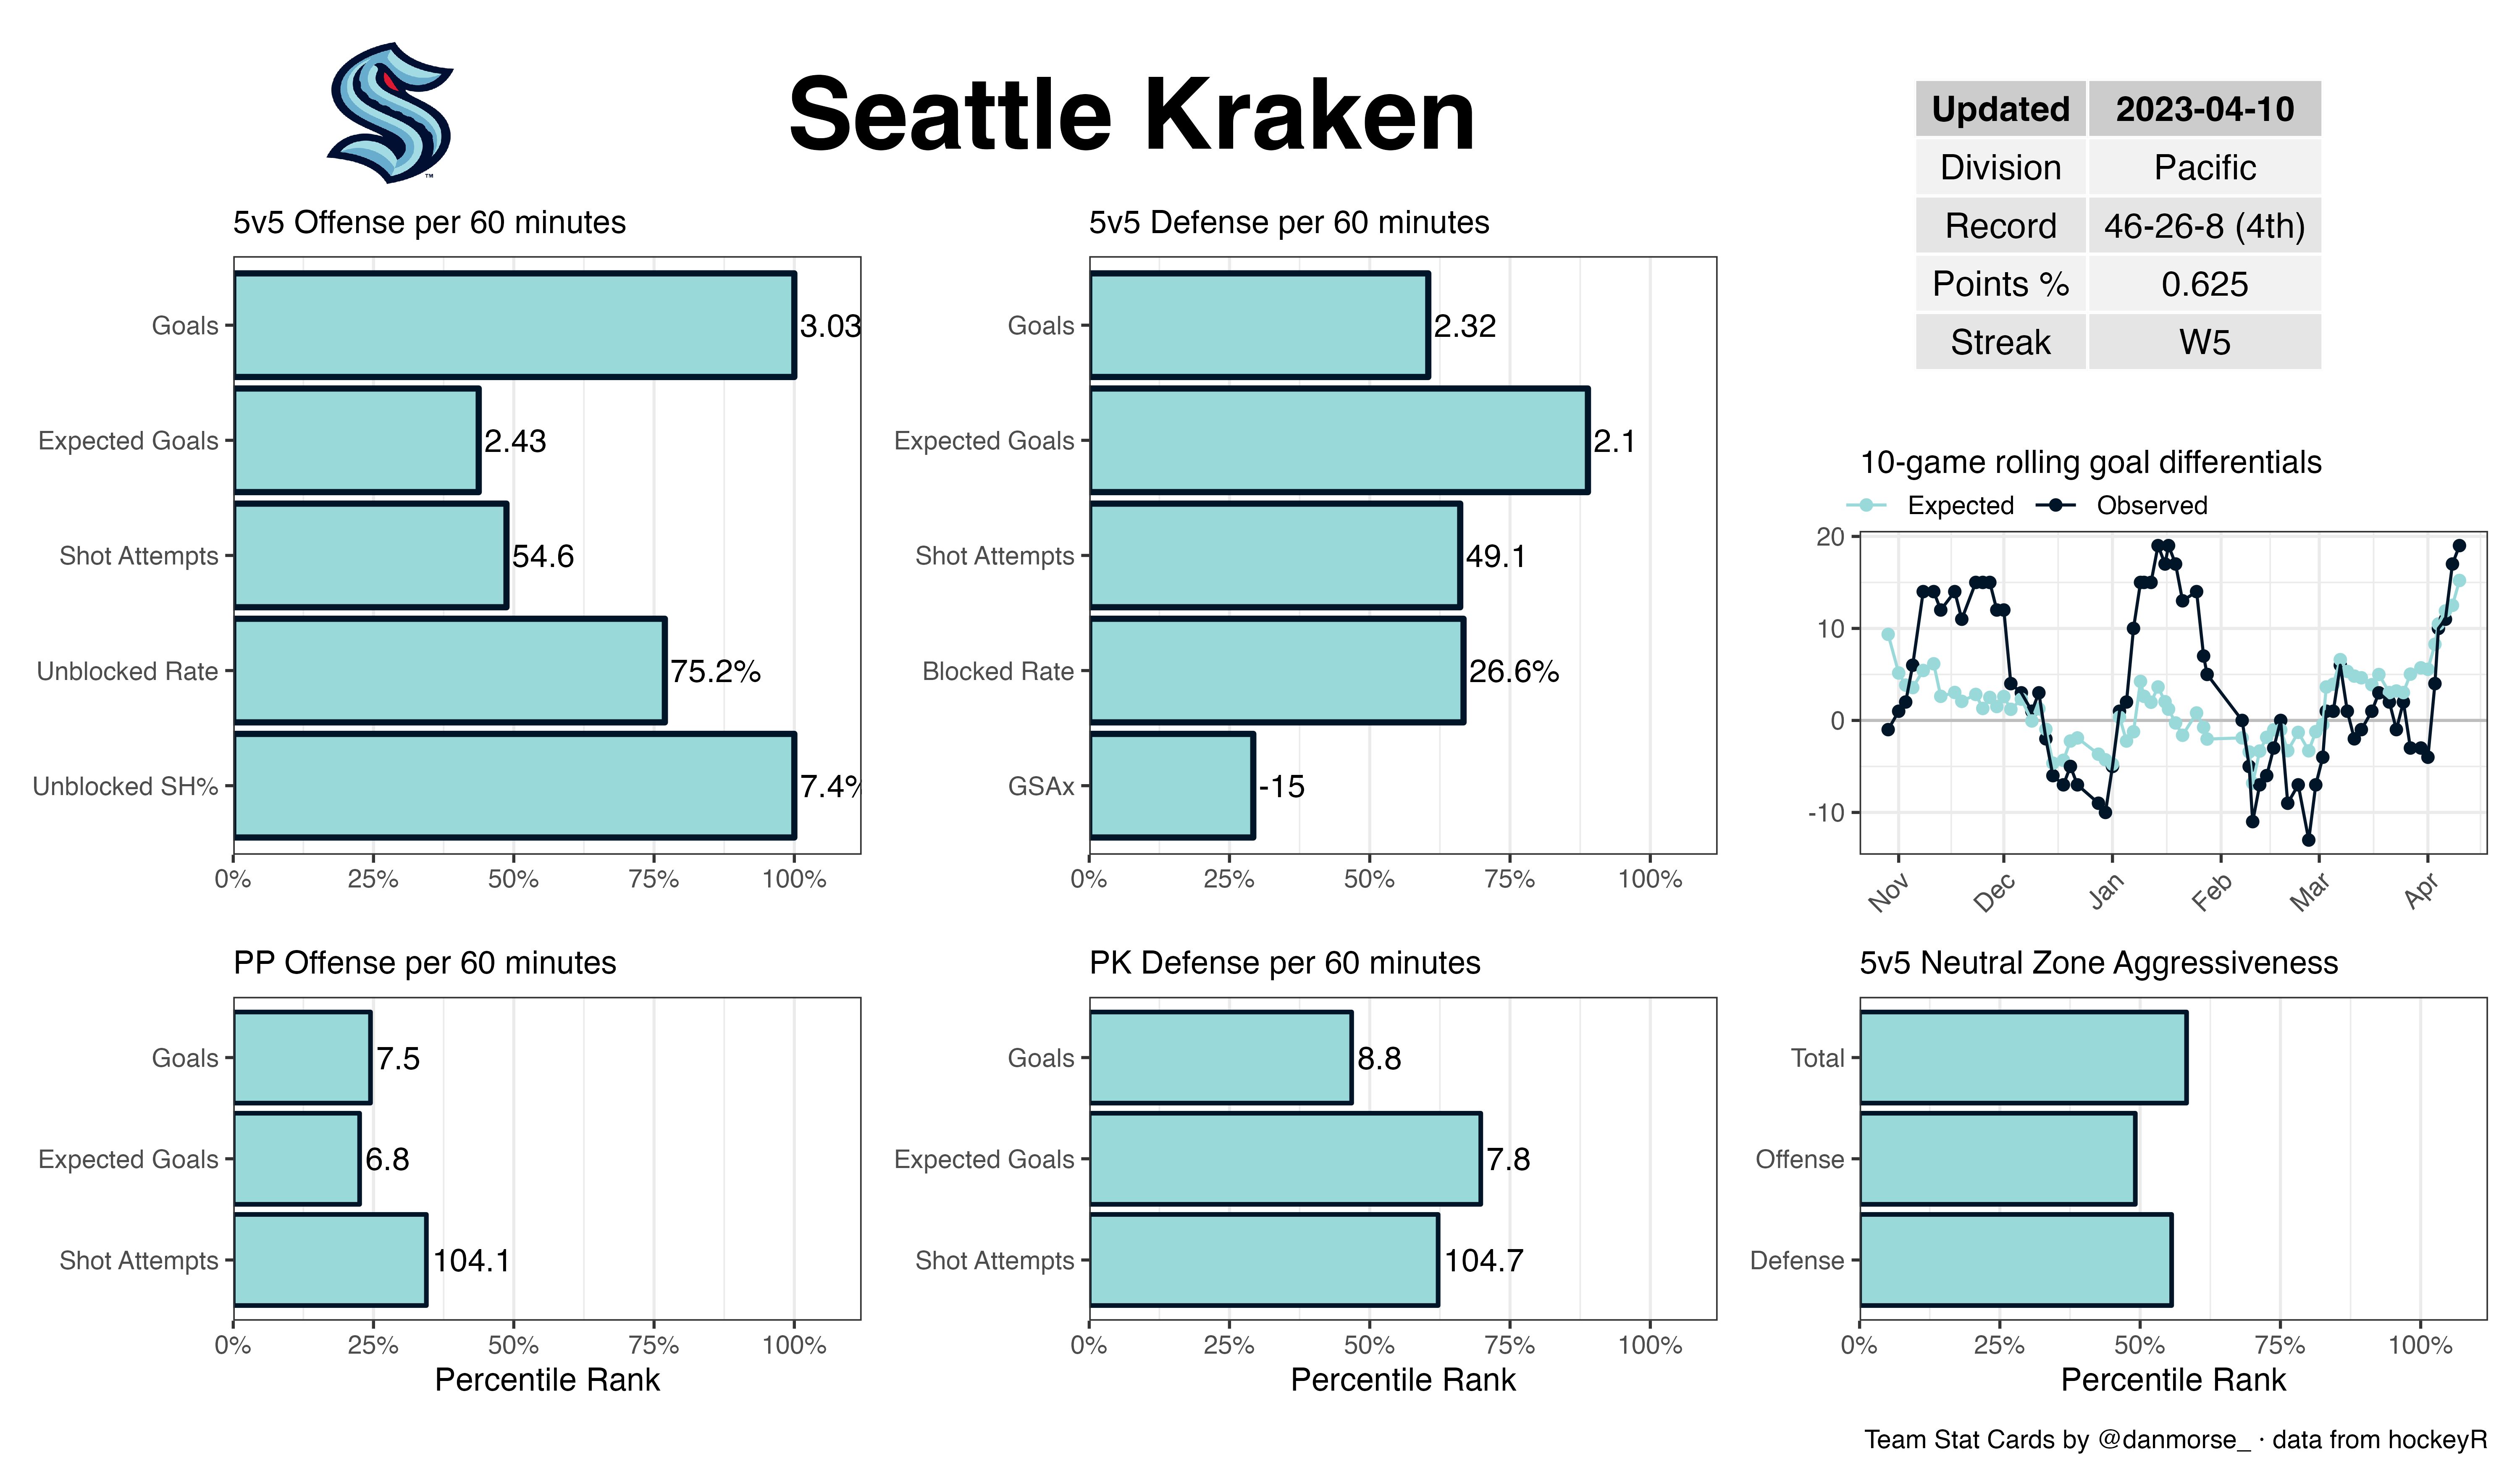 Seattle Kraken
™
Updated 2023-04-10
Division Pacific
Record 46-26-8 (4th)
Points % 0.625
Streak W5
5v5 Offense per 60 minutes
Goals 3.03
Expected Goals 2.43
Shot Attempts 54.6
Unblocked Rate 75.2%
Unblocked SH% 7.4%
0% 25% 50% 75% 100%
5v5 Defense per 60 minutes
Goals 2.32
Expected Goals 2.1
Shot Attempts 49.1
Blocked Rate 26.6%
GSAx -15
0% 25% 50% 75% 100%
10-game rolling goal differentials
Expected Observed
20
10
0
-10
Nov Dec Jan Feb Mar Apr
PP Offense per 60 minutes
Goals 7.5
Expected Goals 6.8
Shot Attempts 104.1
0% 25% 50% 75% 100%
Percentile Rank
PK Defense per 60 minutes
Goals 8.8
Expected Goals 7.8
Shot Attempts 104.7
0% 25% 50% 75% 100%
Percentile Rank
5v5 Neutral Zone Aggressiveness
Total
Offense
Defense
0% 25% 50% 75% 100%
Percentile Rank
Team Stat Cards by @danmorse_ · data from hockeyR